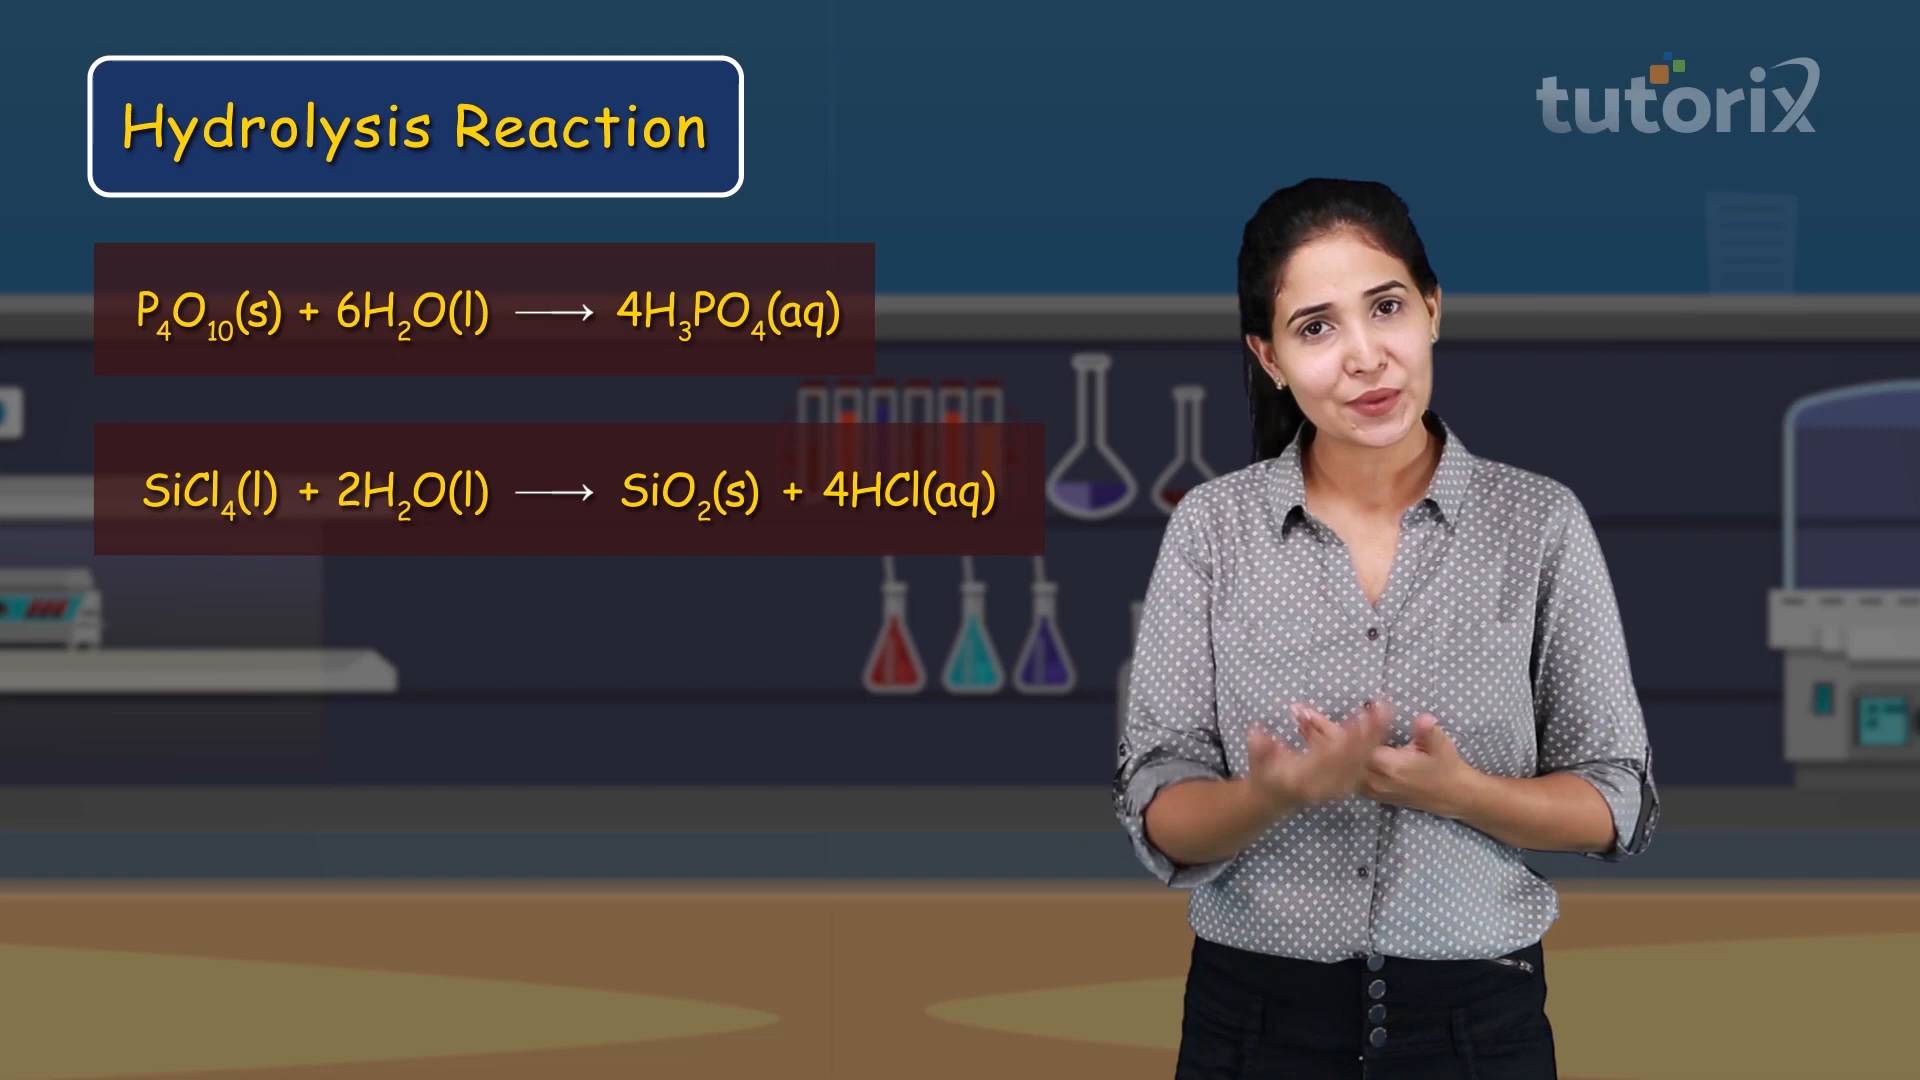 Hydrolysis Reaction
tutorix
P₄O₁₀(s) + 6H₂O(l) ⟶ 4H₃PO₄(aq)
SiCl₄(l) + 2H₂O(l) ⟶ SiO₂(s) + 4HCl(aq)